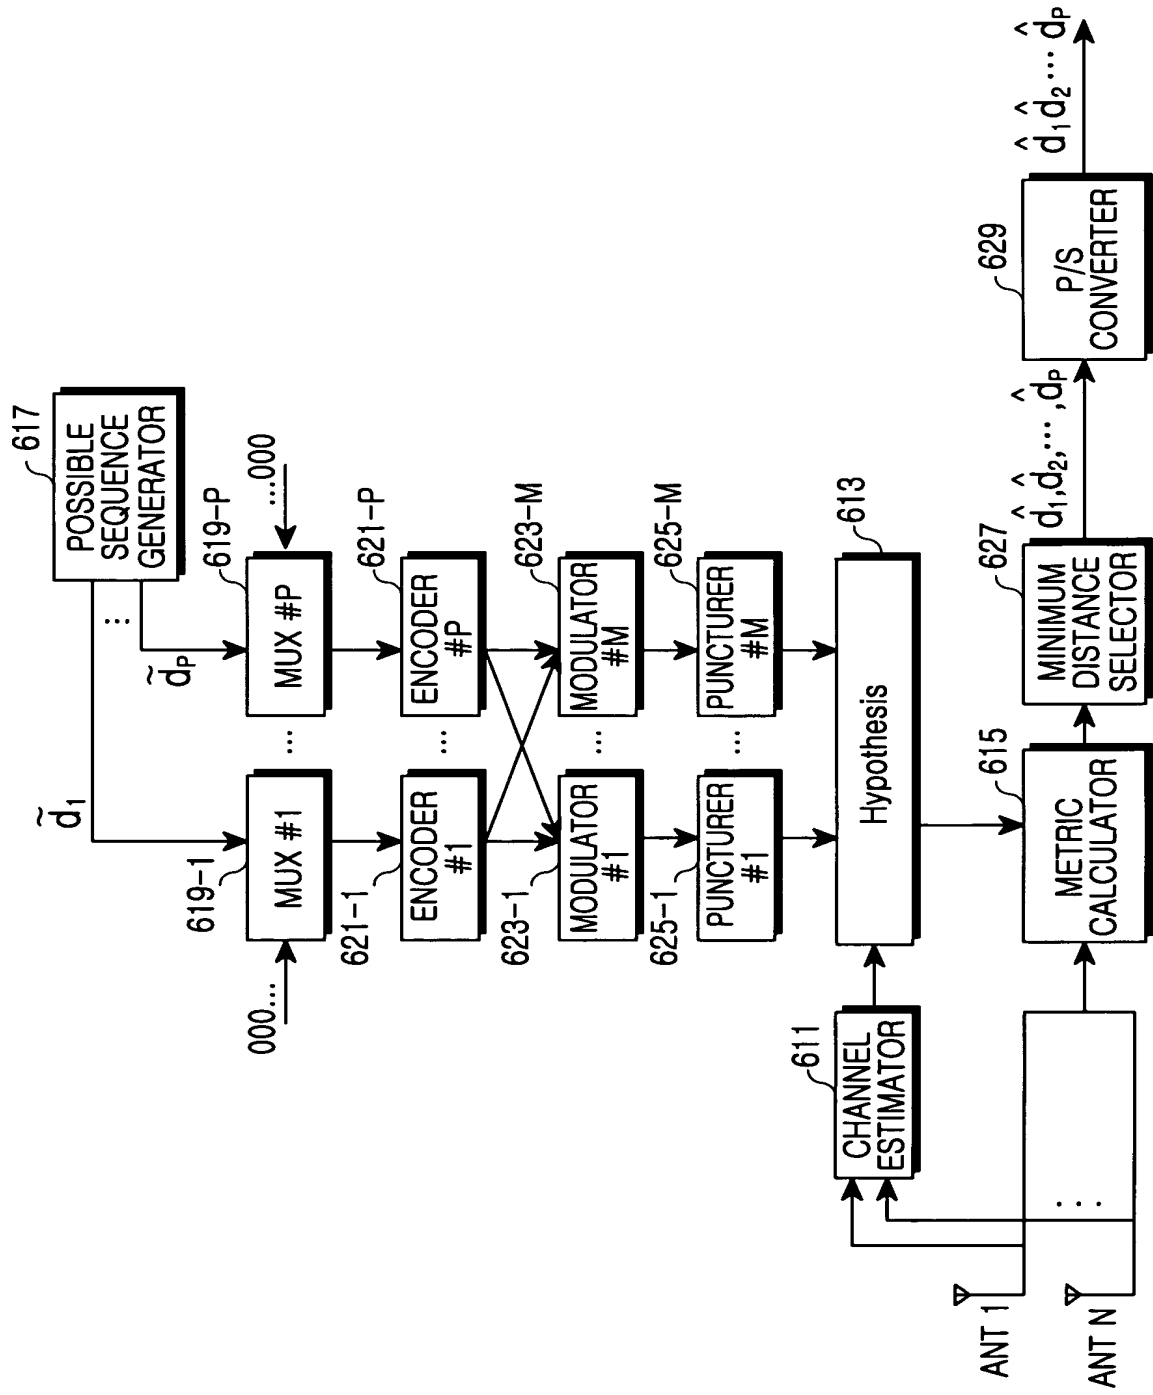 617
POSSIBLE
SEQUENCE
GENERATOR
d̃₁
⋮
d̃P
619-1
619-P
000...
...000
MUX #1
...
MUX #P
621-1
621-P
ENCODER
#1
...
ENCODER
#P
623-1
623-M
MODULATOR
#1
...
MODULATOR
#M
625-1
625-M
PUNCTURER
#1
...
PUNCTURER
#M
611
CHANNEL
ESTIMATOR
613
Hypothesis
ANT 1
...
ANT N
615
METRIC
CALCULATOR
627
MINIMUM
DISTANCE
SELECTOR
d̂₁,d̂₂,...,d̂P
629
P/S
CONVERTER
d̂₁d̂₂...d̂P